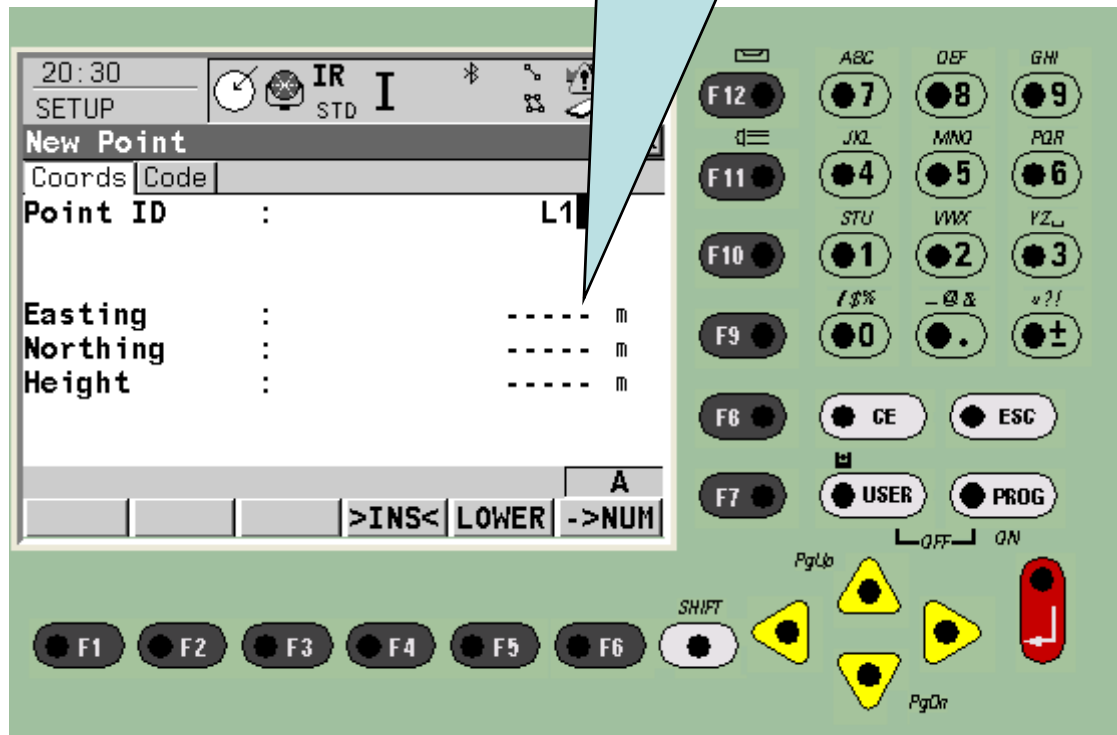 20:30
SETUP
IR
STD
I
New Point
Coords Code
Point ID : L1
Easting : ----- m
Northing : ----- m
Height : ----- m
A
>INS< LOWER ->NUM
F12
ABC DEF GHI
7 8 9
F11
JKL MNO PQR
4 5 6
F10
STU VWX YZ␣
1 2 3
F9
/$% _@& *?!
0 . ±
F8 CE ESC
F7 USER PROG
OFF ON
PgUp
SHIFT
F1 F2 F3 F4 F5 F6
PgDn